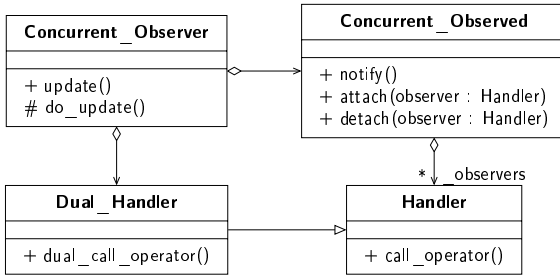 Concurrent_Observer
+ update()
# do_update()
Concurrent_Observed
+ notify()
+ attach(observer : Handler)
+ detach(observer : Handler)
* _observers
Dual_Handler
+ dual_call_operator()
Handler
+ call_operator()